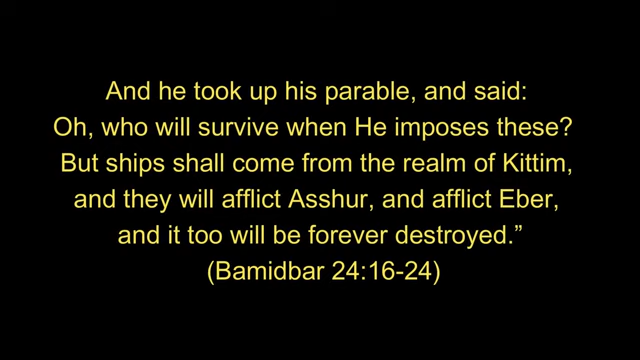 And he took up his parable, and said:
Oh, who will survive when He imposes these?
But ships shall come from the realm of Kittim,
and they will afflict Asshur, and afflict Eber,
and it too will be forever destroyed.”
(Bamidbar 24:16-24)